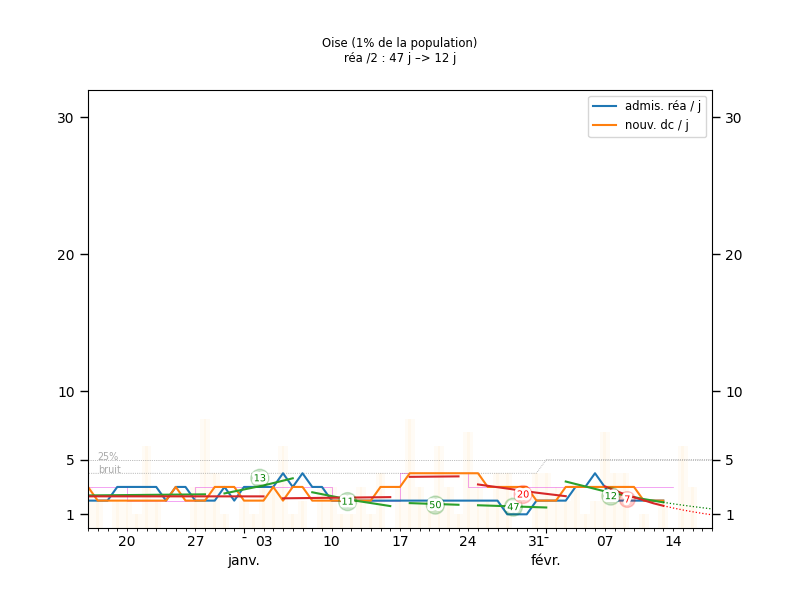 Oise (1% de la population)
réa /2 : 47 j –> 12 j
admis. réa / j
nouv. dc / j
30 30
20 20
10 10
5 5
1 1
25%
bruit
13 11 50 47 20 12 7
20 27 03 10 17 24 31 07 14
janv. févr.